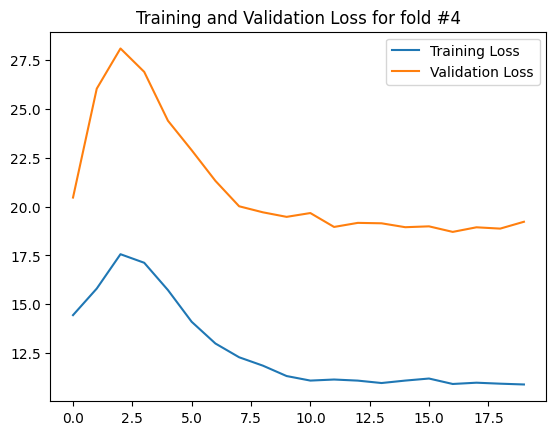 Training and Validation Loss for fold #4
Training Loss
Validation Loss
27.5
25.0
22.5
20.0
17.5
15.0
12.5
0.0 2.5 5.0 7.5 10.0 12.5 15.0 17.5